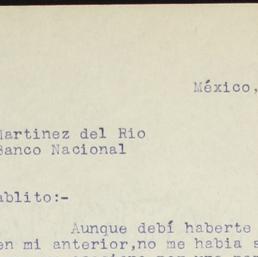 México,
Martinez del Rio
Banco Nacional
ablito:-
Aunque debí haberte
en mi anterior,no me habia s